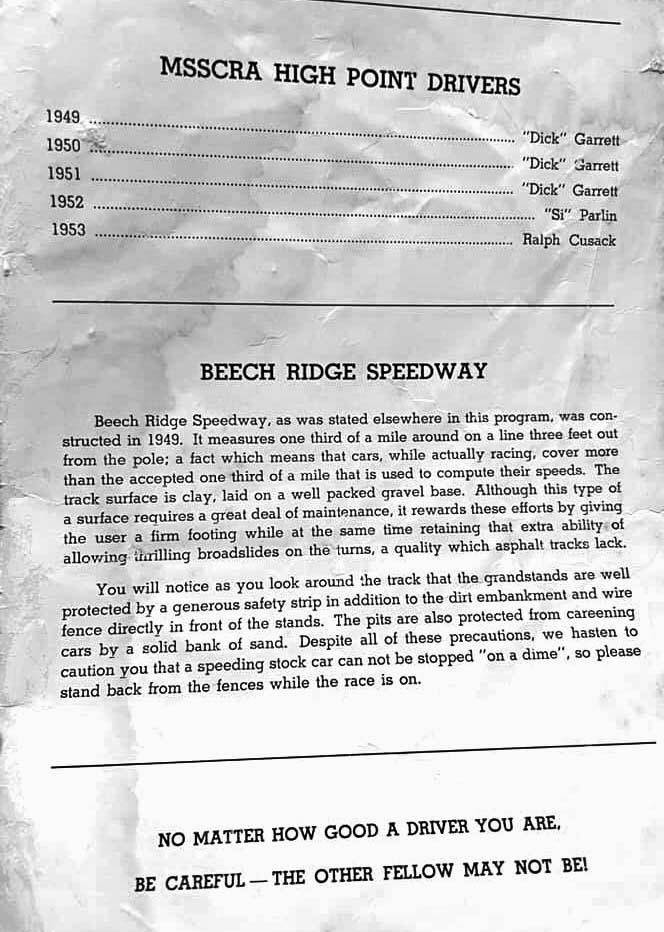 MSSCRA HIGH POINT DRIVERS
1949 ........................ "Dick" Garrett
1950 ........................ "Dick" Garrett
1951 ........................ "Dick" Garrett
1952 ........................ "Si" Parlin
1953 ........................ Ralph Cusack
BEECH RIDGE SPEEDWAY
Beech Ridge Speedway, as was stated elsewhere in this program, was con-
structed in 1949. It measures one third of a mile around on a line three feet out
from the pole; a fact which means that cars, while actually racing, cover more
than the accepted one third of a mile that is used to compute their speeds. The
track surface is clay, laid on a well packed gravel base. Although this type of
a surface requires a great deal of maintenance, it rewards these efforts by giving
the user a firm footing while at the same time retaining that extra ability of
allowing thrilling broadslides on the turns, a quality which asphalt tracks lack.
You will notice as you look around the track that the grandstands are well
protected by a generous safety strip in addition to the dirt embankment and wire
fence directly in front of the stands. The pits are also protected from careening
cars by a solid bank of sand. Despite all of these precautions, we hasten to
caution you that a speeding stock car can not be stopped "on a dime", so please
stand back from the fences while the race is on.
NO MATTER HOW GOOD A DRIVER YOU ARE,
BE CAREFUL — THE OTHER FELLOW MAY NOT BE!